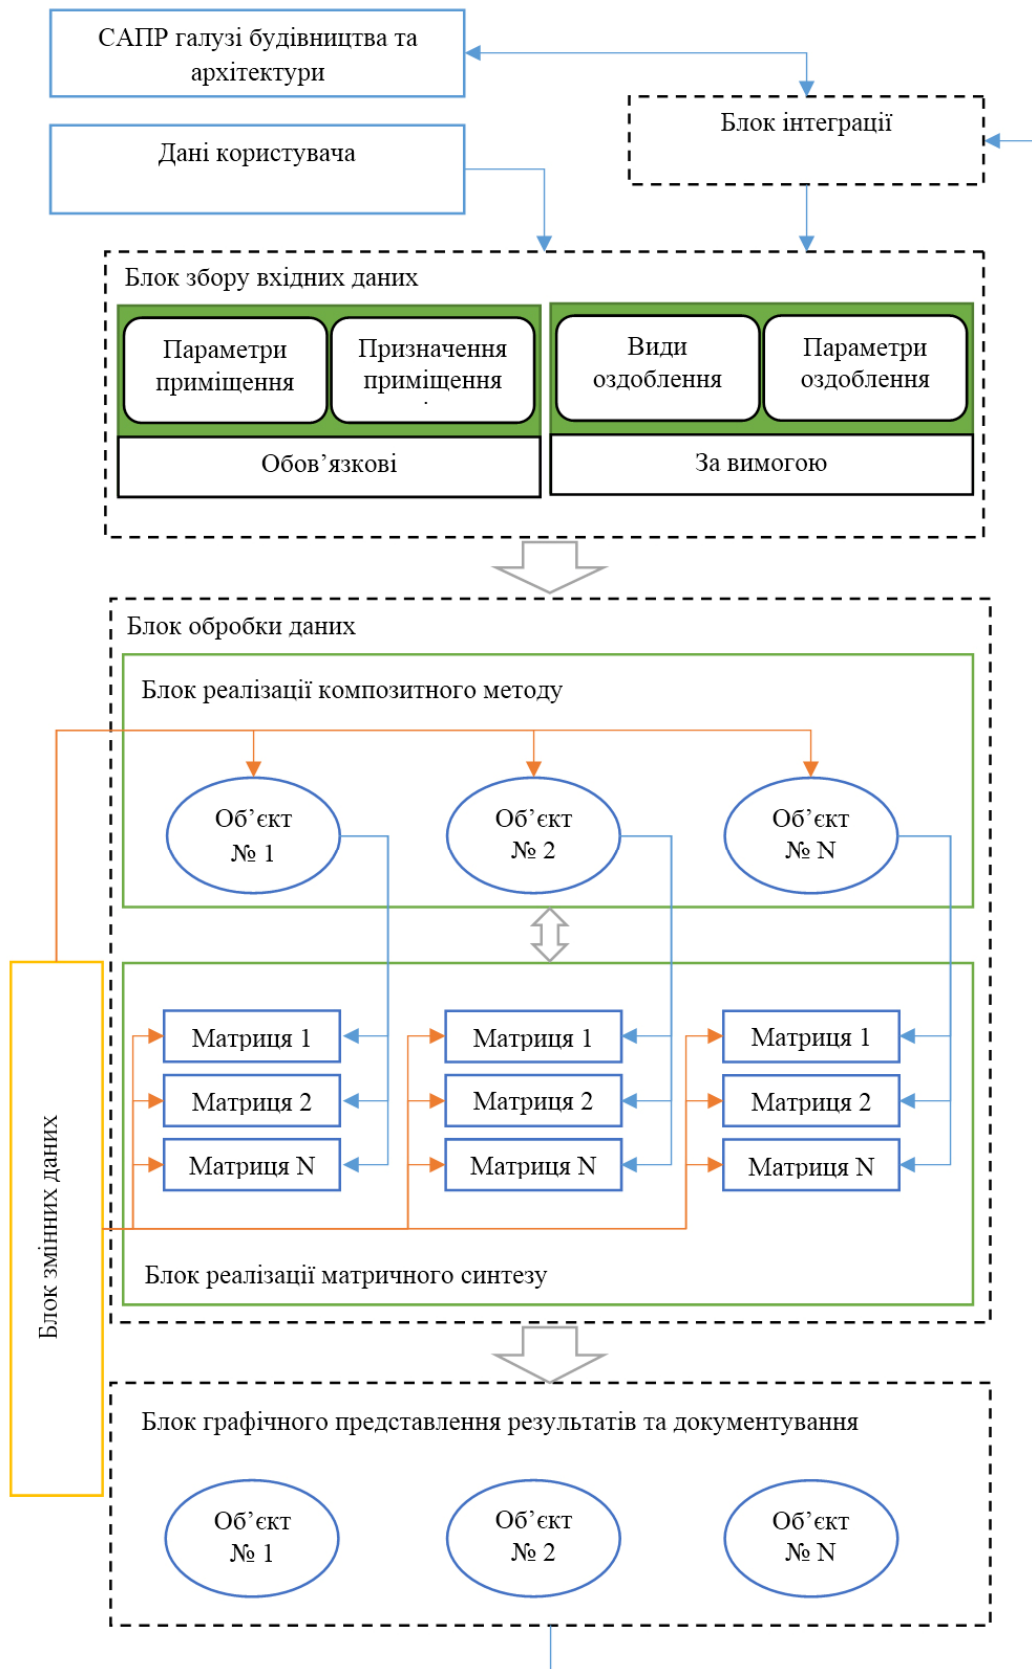 САПР галузі будівництва та
архітектури
Блок інтеграції
Дані користувача
Блок збору вхідних даних
Параметри
приміщення
Призначення
приміщення
Види
оздоблення
Параметри
оздоблення
Обов’язкові
За вимогою
Блок обробки даних
Блок реалізації композитного методу
Об’єкт
№ 1
Об’єкт
№ 2
Об’єкт
№ N
Блок змінних даних
Матриця 1
Матриця 1
Матриця 1
Матриця 2
Матриця 2
Матриця 2
Матриця N
Матриця N
Матриця N
Блок реалізації матричного синтезу
Блок графічного представлення результатів та документування
Об’єкт
№ 1
Об’єкт
№ 2
Об’єкт
№ N